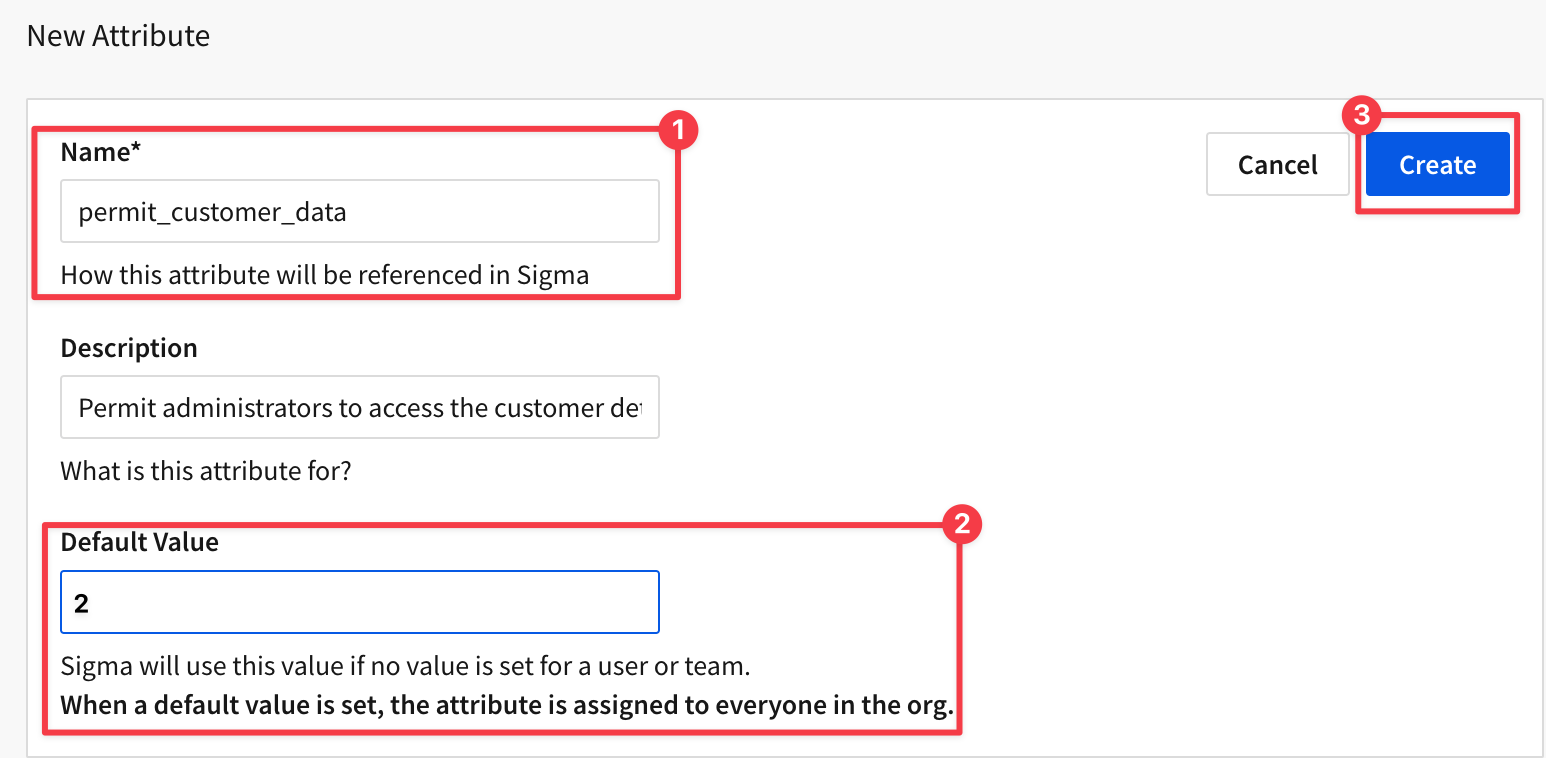 New Attribute
1
3
Name*
Cancel
Create
permit_customer_data
How this attribute will be referenced in Sigma
Description
Permit administrators to access the customer
What is this attribute for?
2
Default Value
2
Sigma will use this value if no value is set for a user or team.
When a default value is set, the attribute is assigned to everyone in the org.